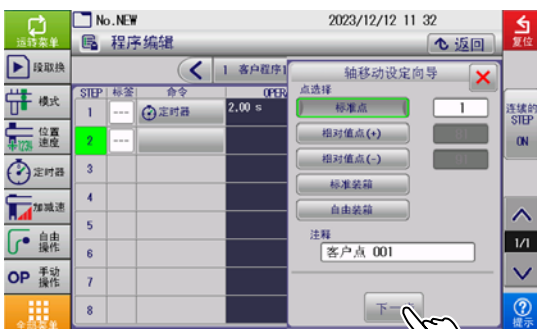 No.NEW 2023/12/12 11 32
运转菜单 程序编辑 返回 复位
段取换 1 客户程序1 轴移动设定向导
STEP 标签 命令 OPER 点选择
模式 1 --- 定时器 2.00 s 标准点 1 连续的
STEP
ON
位置
速度 2 --- 相对值点(+) 01
定时器 3 相对值点(-) 01
标准装箱
加减速 4 自由装箱
自由
操作 5 注释 1/1
6 客户点 001
OP 手动
操作 7
全部菜单 8 下一 提示